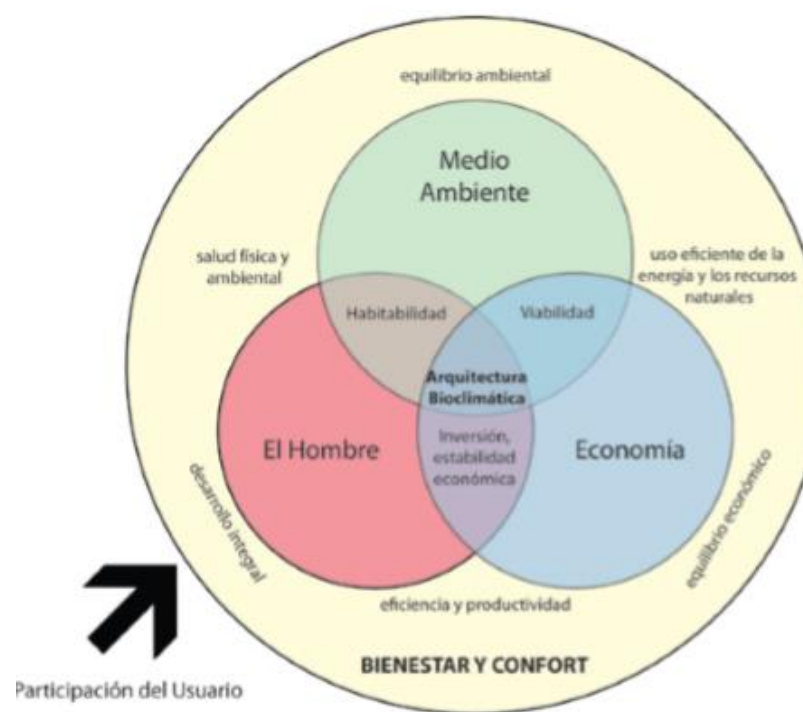 equilibrio ambiental
Medio
Ambiente
salud física y
ambiental
uso eficiente de la
energía y los recursos
naturales
Habitabilidad
Viabilidad
Arquitectura
Bioclimática
El Hombre
Inversión,
estabilidad
económica
Economía
desarrollo integral
equilibrio económico
eficiencia y productividad
BIENESTAR Y CONFORT
Participación del Usuario